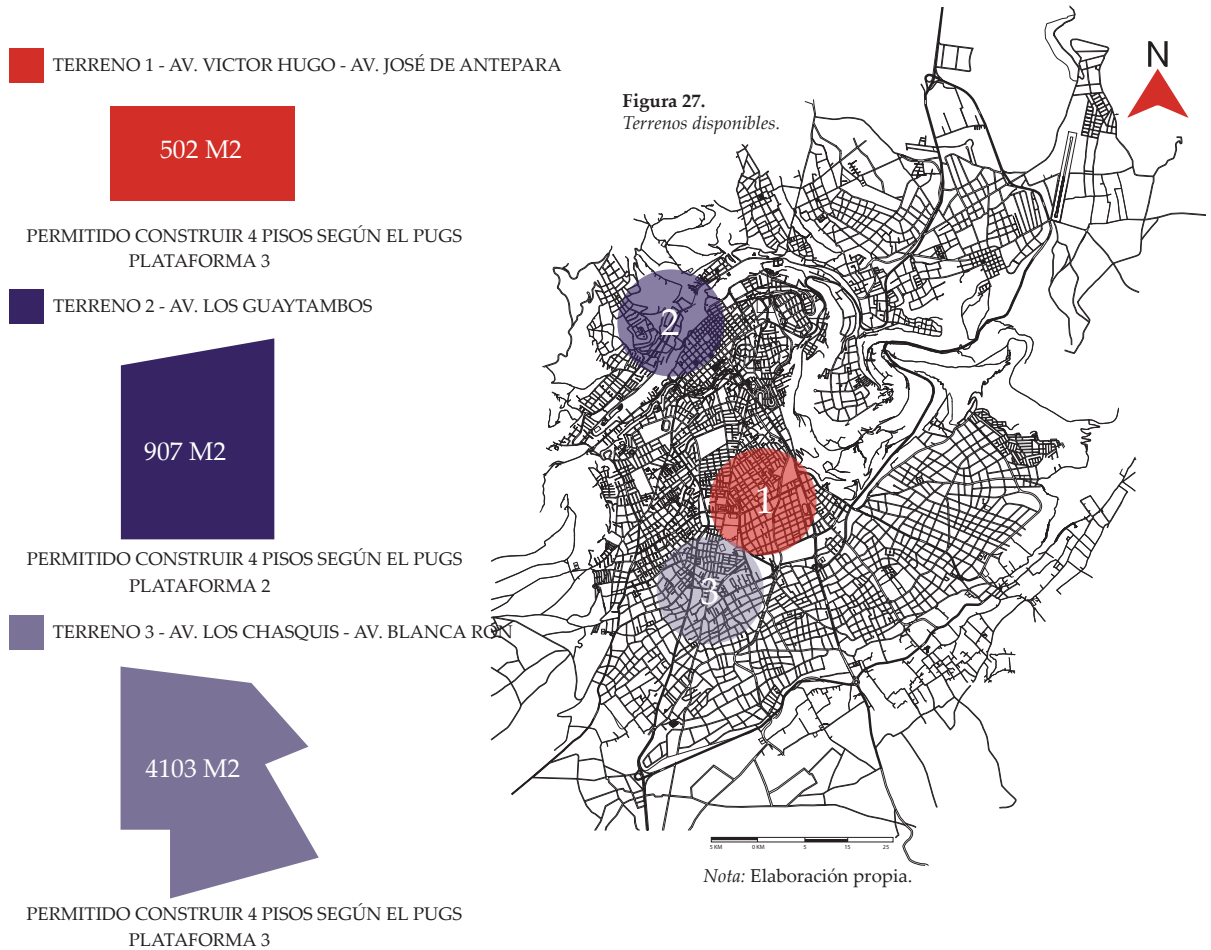 TERRENO 1 - AV. VICTOR HUGO - AV. JOSÉ DE ANTEPARA
502 M2
PERMITIDO CONSTRUIR 4 PISOS SEGÚN EL PUGS
PLATAFORMA 3
TERRENO 2 - AV. LOS GUAYTAMBOS
907 M2
PERMITIDO CONSTRUIR 4 PISOS SEGÚN EL PUGS
PLATAFORMA 2
TERRENO 3 - AV. LOS CHASQUIS - AV. BLANCA RON
4103 M2
PERMITIDO CONSTRUIR 4 PISOS SEGÚN EL PUGS
PLATAFORMA 3
Figura 27.
Terrenos disponibles.
N
2
1
3
5 KM 0 KM 5 15 25
Nota: Elaboración propia.